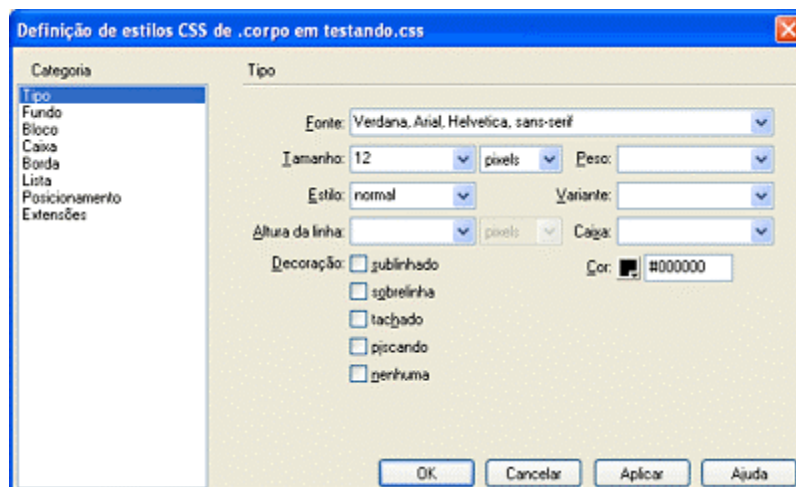 Definição de estilos CSS de .corpo em testando.css
Categoria
Tipo
Tipo
Fundo
Bloco
Caixa
Borda
Lista
Posicionamento
Extensões
Fonte: Verdana, Arial, Helvetica, sans-serif
Tamanho: 12 pixels Peso:
Estilo: normal Variante:
Altura da linha: pixels Caixa:
Decoração: sublinhado Cor: #000000
sobrelinha
tachado
piscando
nenhuma
OK Cancelar Aplicar Ajuda